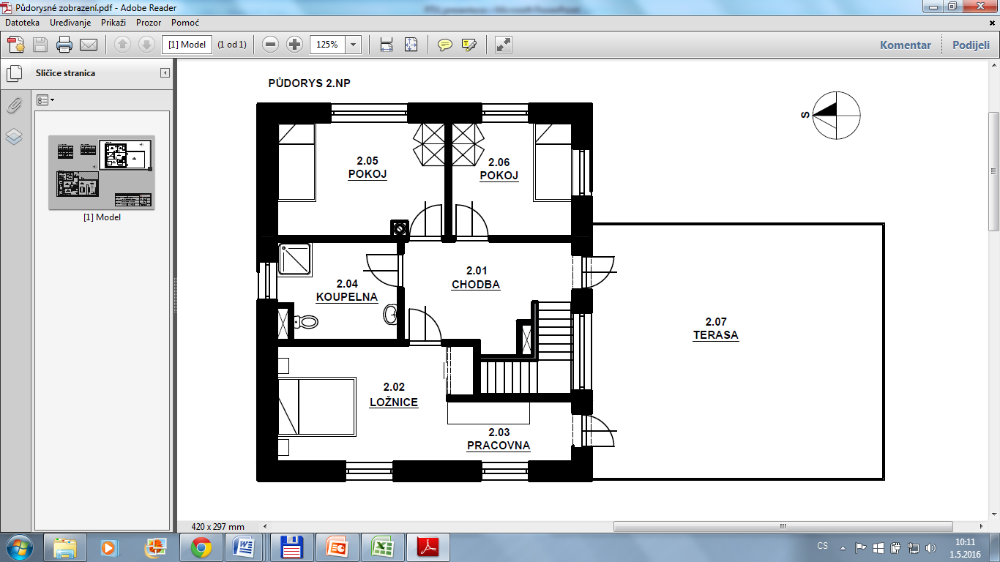 Půdorysné zobrazení.pdf - Adobe Reader
Datoteka Uređivanje Prikaži Prozor Pomoć
[1] Model (1 od 1) 125% Komentar Podijeli
Sličice stranica
[1] Model
PŮDORYS 2.NP
S
2.05
POKOJ
2.06
POKOJ
2.01
CHODBA
2.04
KOUPELNA
2.07
TERASA
2.02
LOŽNICE
2.03
PRACOVNA
420 x 297 mm
CS
10:11
1.5.2016